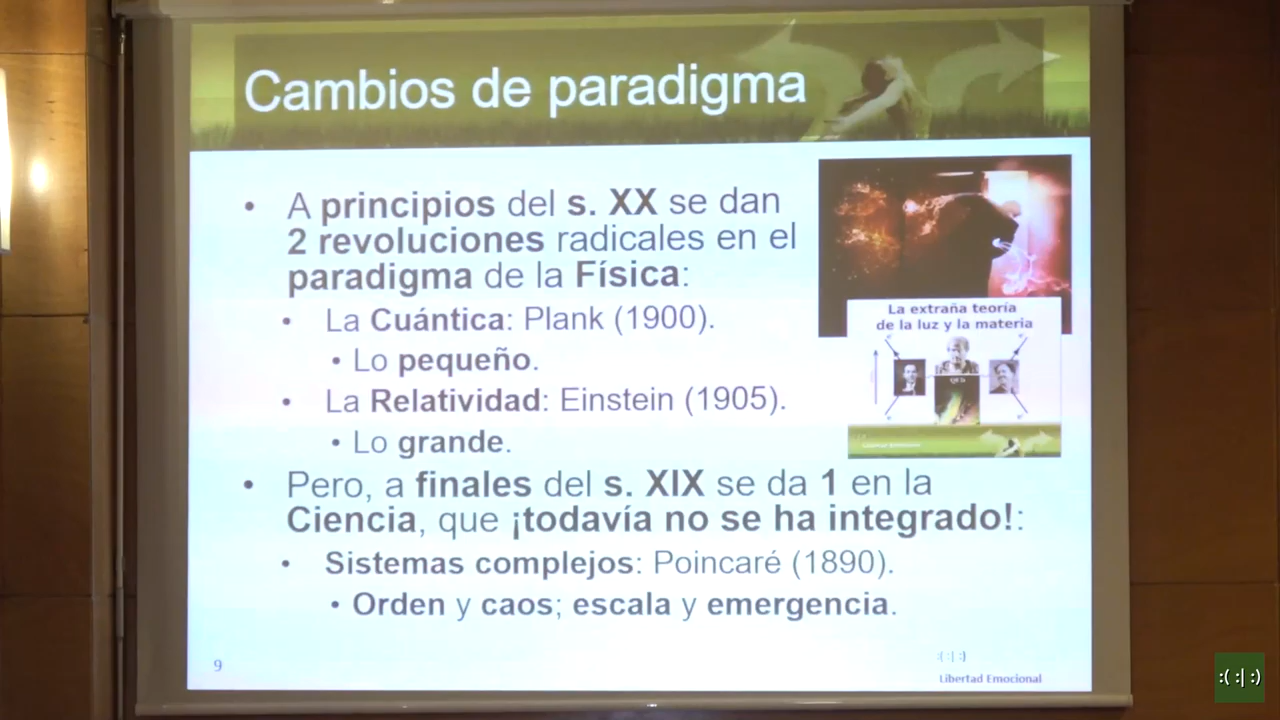 Cambios de paradigma
• A principios del s. XX se dan
2 revoluciones radicales en el
paradigma de la Física:
• La Cuántica: Plank (1900).
• Lo pequeño.
• La Relatividad: Einstein (1905).
• Lo grande.
• Pero, a finales del s. XIX se da 1 en la
Ciencia, que ¡todavía no se ha integrado!:
• Sistemas complejos: Poincaré (1890).
• Orden y caos; escala y emergencia.
La extraña teoría
de la luz y la materia
9
:( :| :)
Libertad Emocional
:( :| :)